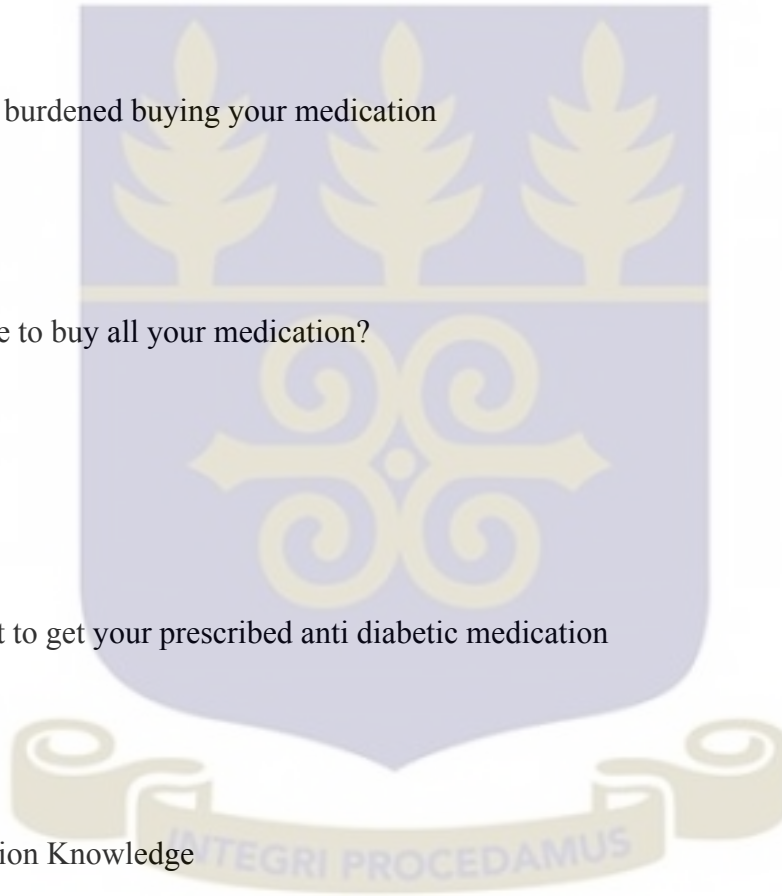 burdened buying your medication
e to buy all your medication?
t to get your prescribed anti diabetic medication
ion Knowledge
INTEGRI PROCEDAMUS